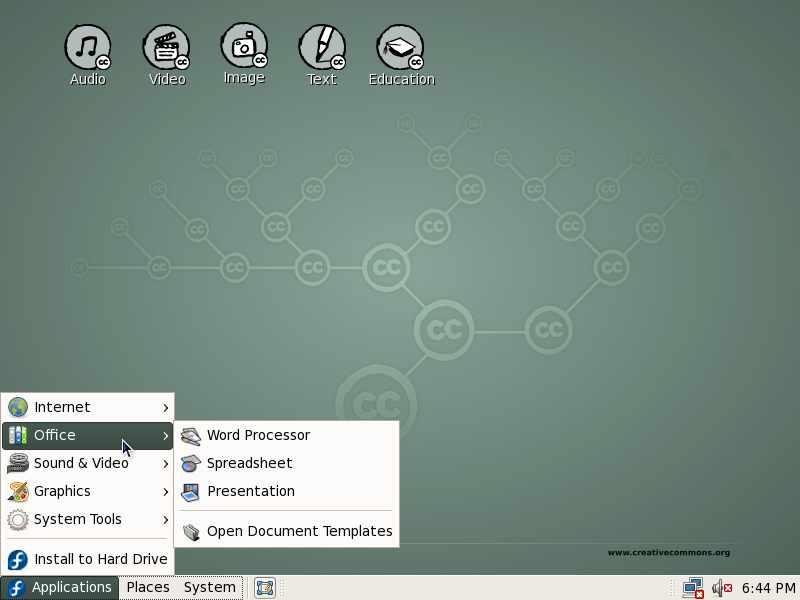 Audio
Video
Image
Text
Education
Internet
Office
Sound & Video
Graphics
System Tools
Install to Hard Drive
Word Processor
Spreadsheet
Presentation
Open Document Templates
www.creativecommons.org
Applications
Places
System
6:44 PM